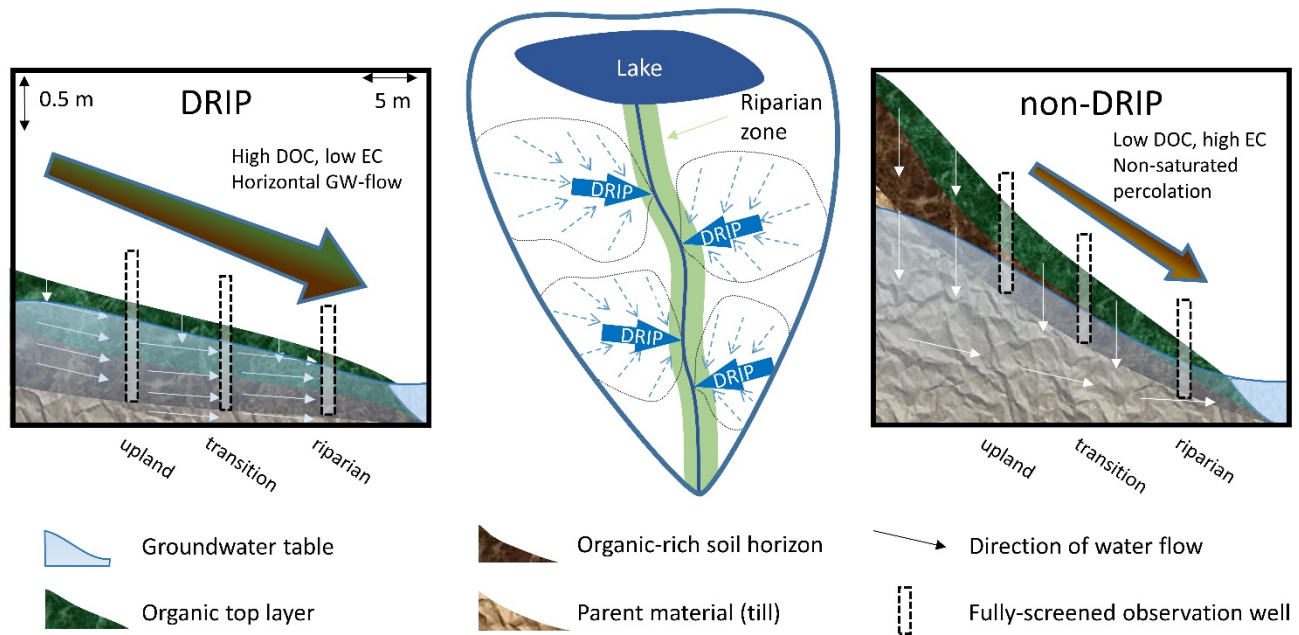 DRIP
0.5 m
5 m
High DOC, low EC
Horizontal GW-flow
upland
transition
riparian
Lake
Riparian
zone
DRIP
DRIP
DRIP
DRIP
non-DRIP
Low DOC, high EC
Non-saturated
percolation
upland
transition
riparian
Groundwater table
Organic-rich soil horizon
Direction of water flow
Organic top layer
Parent material (till)
Fully-screened observation well